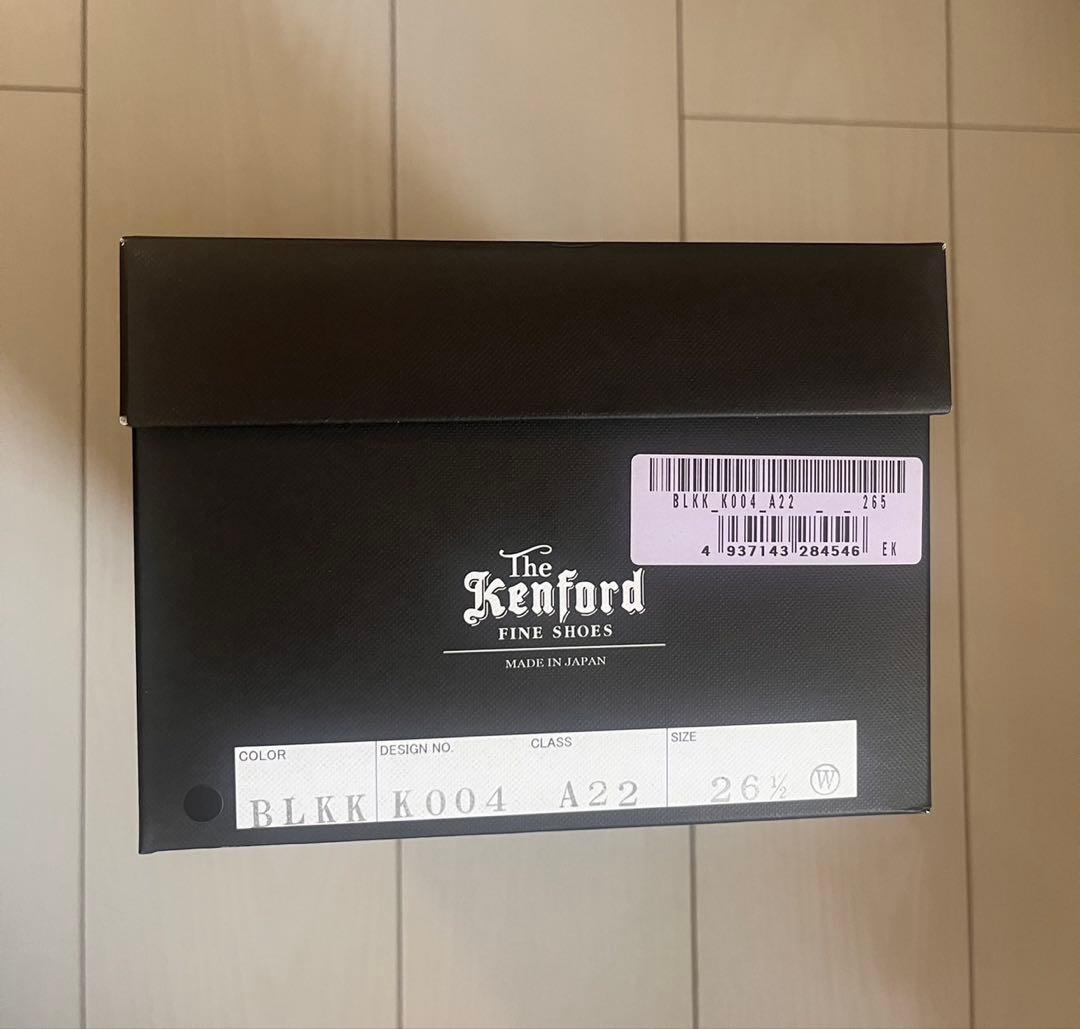 BLKK_K004_A22 _ _ 265
4 937143 284546 EK
The
Kenford
FINE SHOES
MADE IN JAPAN
COLOR DESIGN NO. CLASS SIZE
BLKK K004 A22 26½ Ⓦ